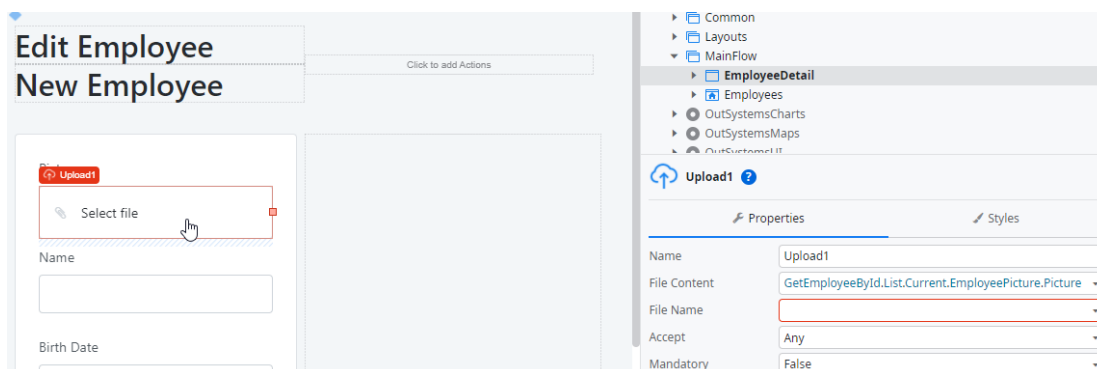 Edit Employee
New Employee
Click to add Actions
Upload1
Select file
Name
Birth Date
Common
Layouts
MainFlow
EmployeeDetail
Employees
OutSystemsCharts
OutSystemsMaps
OutSystemsUI
Upload1 ?
Properties Styles
Name Upload1
File Content GetEmployeeById.List.Current.EmployeePicture.Picture
File Name
Accept Any
Mandatory False